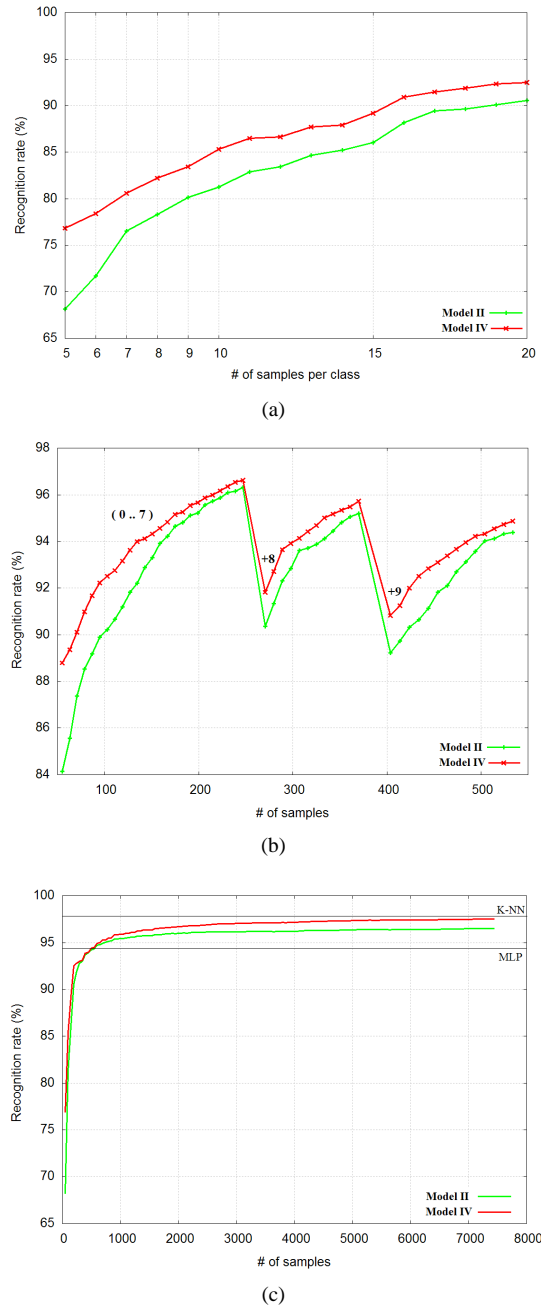 100
95
90
85
80
75
70
65
5 6 7 8 9 10 15 20
Recognition rate (%)
# of samples per class
Model II
Model IV
(a)
98
96
94
92
90
88
86
84
100 200 300 400 500
Recognition rate (%)
# of samples
( 0 .. 7 )
+8
+9
Model II
Model IV
(b)
100
95
90
85
80
75
70
65
0 1000 2000 3000 4000 5000 6000 7000 8000
Recognition rate (%)
# of samples
K-NN
MLP
Model II
Model IV
(c)